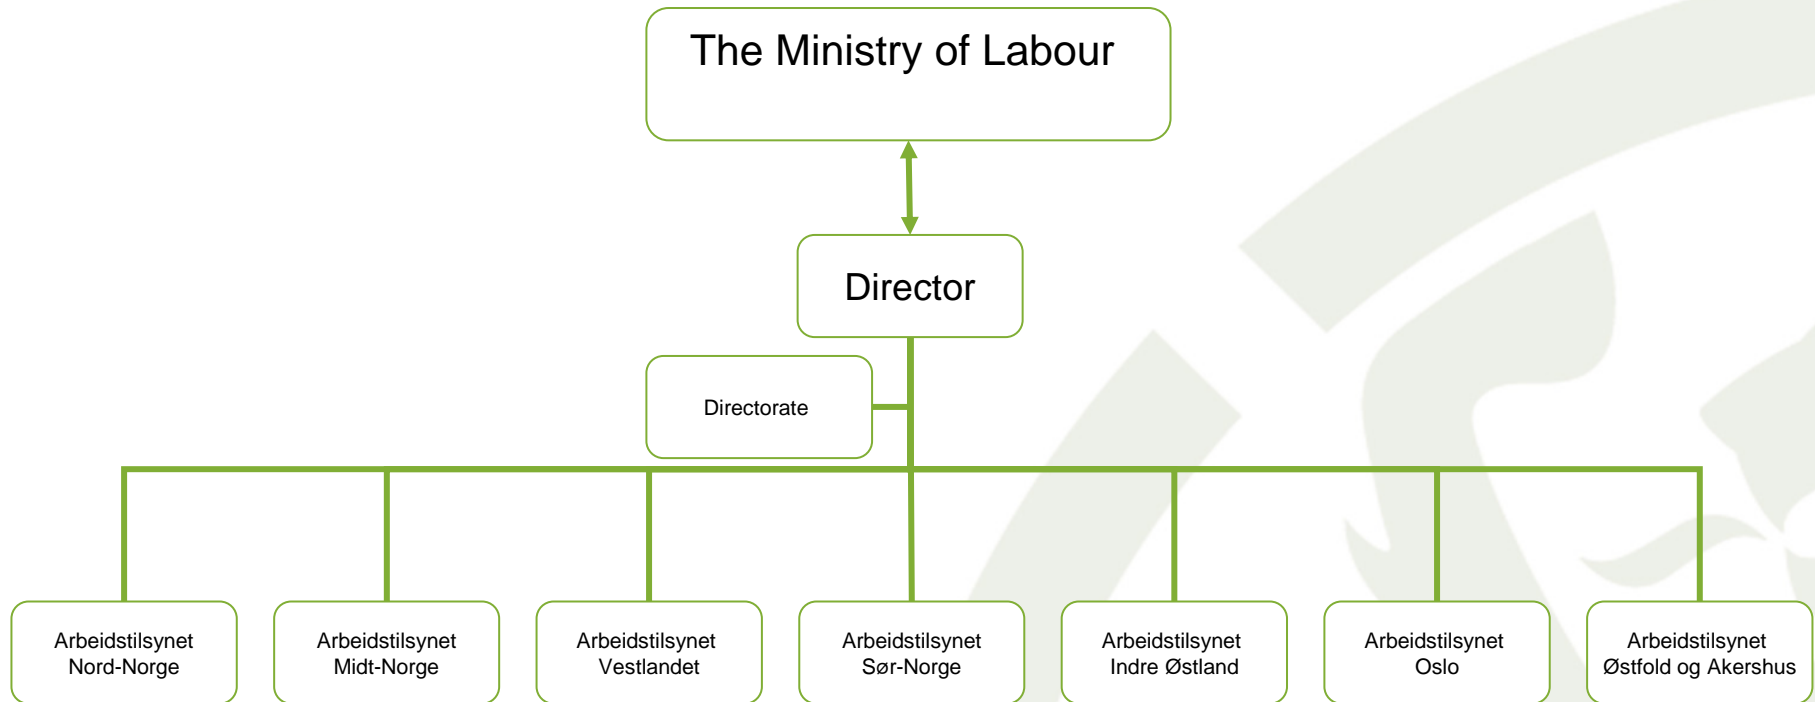 The Ministry of Labour
Director
Directorate
Arbeidstilsynet
Nord-Norge
Arbeidstilsynet
Midt-Norge
Arbeidstilsynet
Vestlandet
Arbeidstilsynet
Sør-Norge
Arbeidstilsynet
Indre Østland
Arbeidstilsynet
Oslo
Arbeidstilsynet
Østfold og Akershus